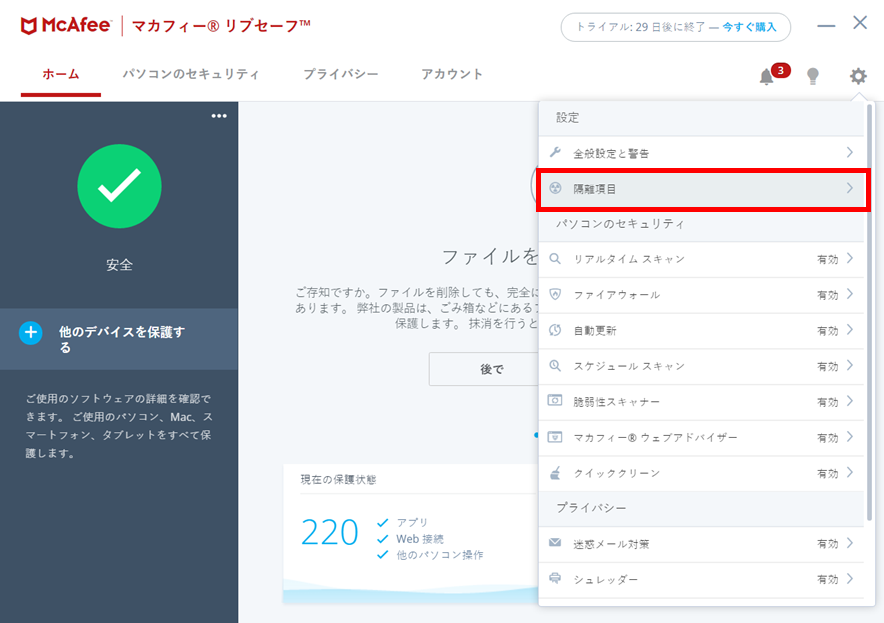 McAfee | マカフィー® リブセーフ™
トライアル: 29 日後に終了 — 今すぐ購入
ホーム パソコンのセキュリティ プライバシー アカウント
3
安全
他のデバイスを保護す
る
ご使用のソフトウェアの詳細を確認で
きます。 ご使用のパソコン、Mac、ス
マートフォン、タブレットをすべて保
護します。
ファイルを
ご存知ですか。ファイルを削除しても、完全に
あります。 弊社の製品は、ごみ箱などにある
保護します。 抹消を行うと
後で
現在の保護状態
220
アプリ
Web 接続
他のパソコン操作
設定
全般設定と警告
隔離項目
パソコンのセキュリティ
リアルタイム スキャン 有効
ファイアウォール 有効
自動更新 有効
スケジュール スキャン 有効
脆弱性スキャナー 有効
マカフィー® ウェブアドバイザー 有効
クイッククリーン 有効
プライバシー
迷惑メール対策 有効
シュレッダー 有効